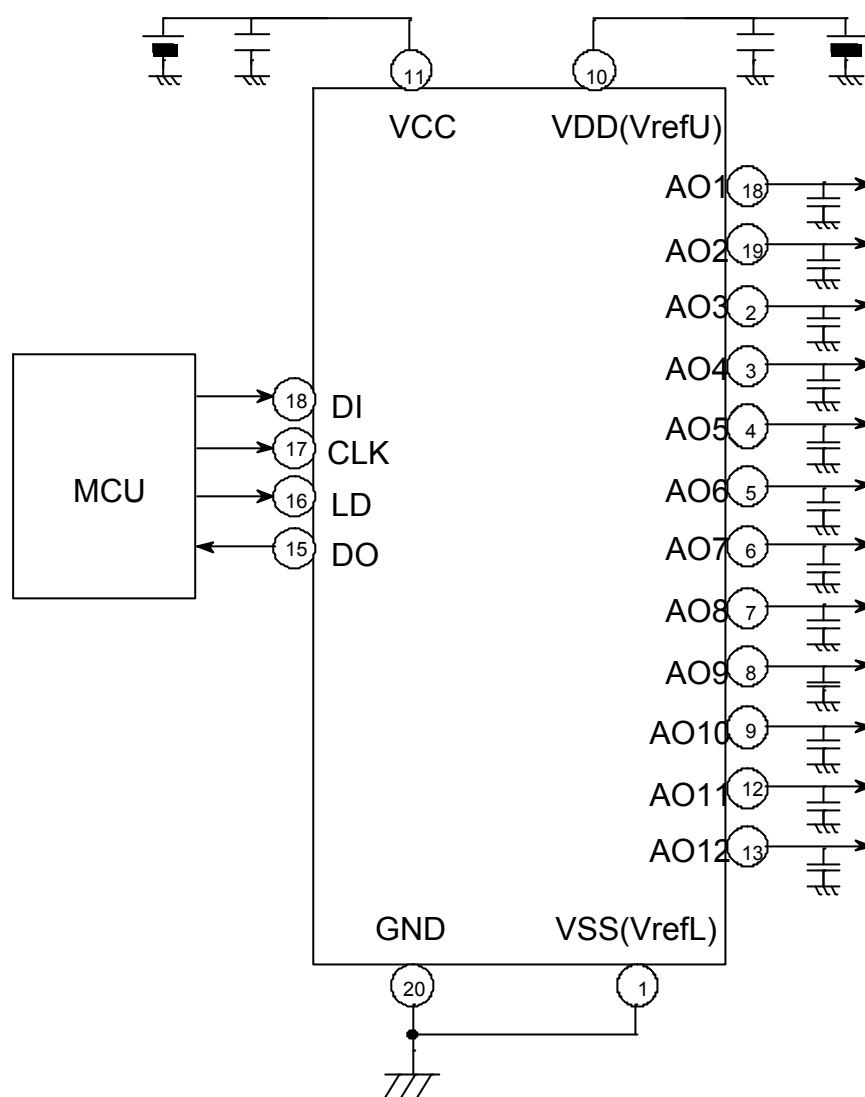 11
10
VCC
VDD(VrefU)
AO1 18
AO2 19
AO3 2
AO4 3
18 DI
AO5 4
17 CLK
MCU
AO6 5
16 LD
AO7 6
15 DO
AO8 7
AO9 8
AO10 9
AO11 12
AO12 13
GND
VSS(VrefL)
20
1